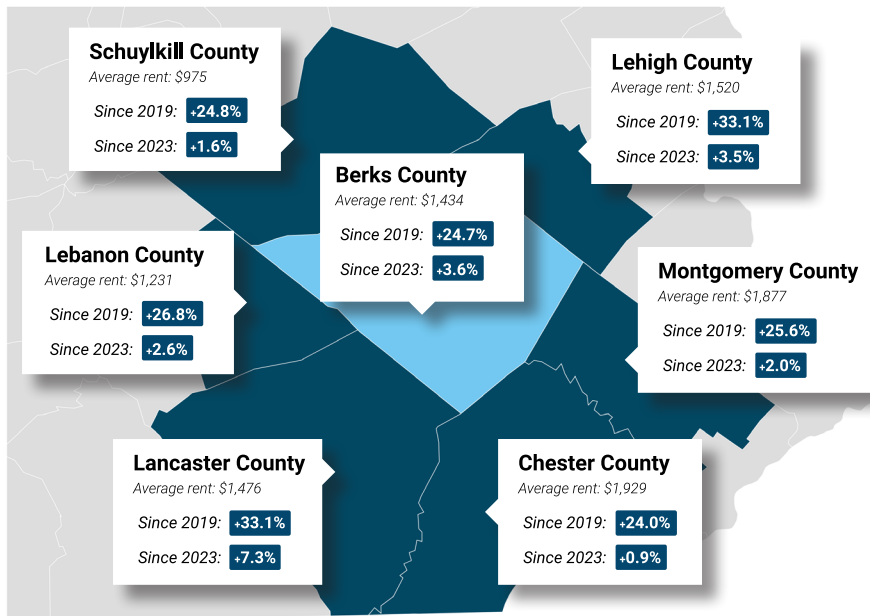 Schuylkill County
Average rent: $975
Since 2019: +24.8%
Since 2023: +1.6%
Lehigh County
Average rent: $1,520
Since 2019: +33.1%
Since 2023: +3.5%
Berks County
Average rent: $1,434
Since 2019: +24.7%
Since 2023: +3.6%
Lebanon County
Average rent: $1,231
Since 2019: +26.8%
Since 2023: +2.6%
Montgomery County
Average rent: $1,877
Since 2019: +25.6%
Since 2023: +2.0%
Lancaster County
Average rent: $1,476
Since 2019: +33.1%
Since 2023: +7.3%
Chester County
Average rent: $1,929
Since 2019: +24.0%
Since 2023: +0.9%